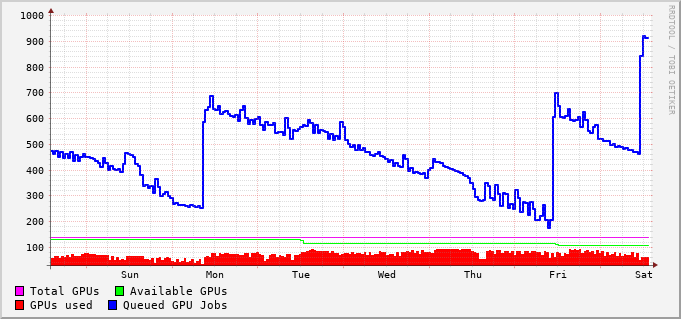 1000
900
800
700
600
500
400
300
200
100
Sun Mon Tue Wed Thu Fri Sat
Total GPUs Available GPUs
GPUs used Queued GPU Jobs
RRDTOOL / TOBI OETIKER